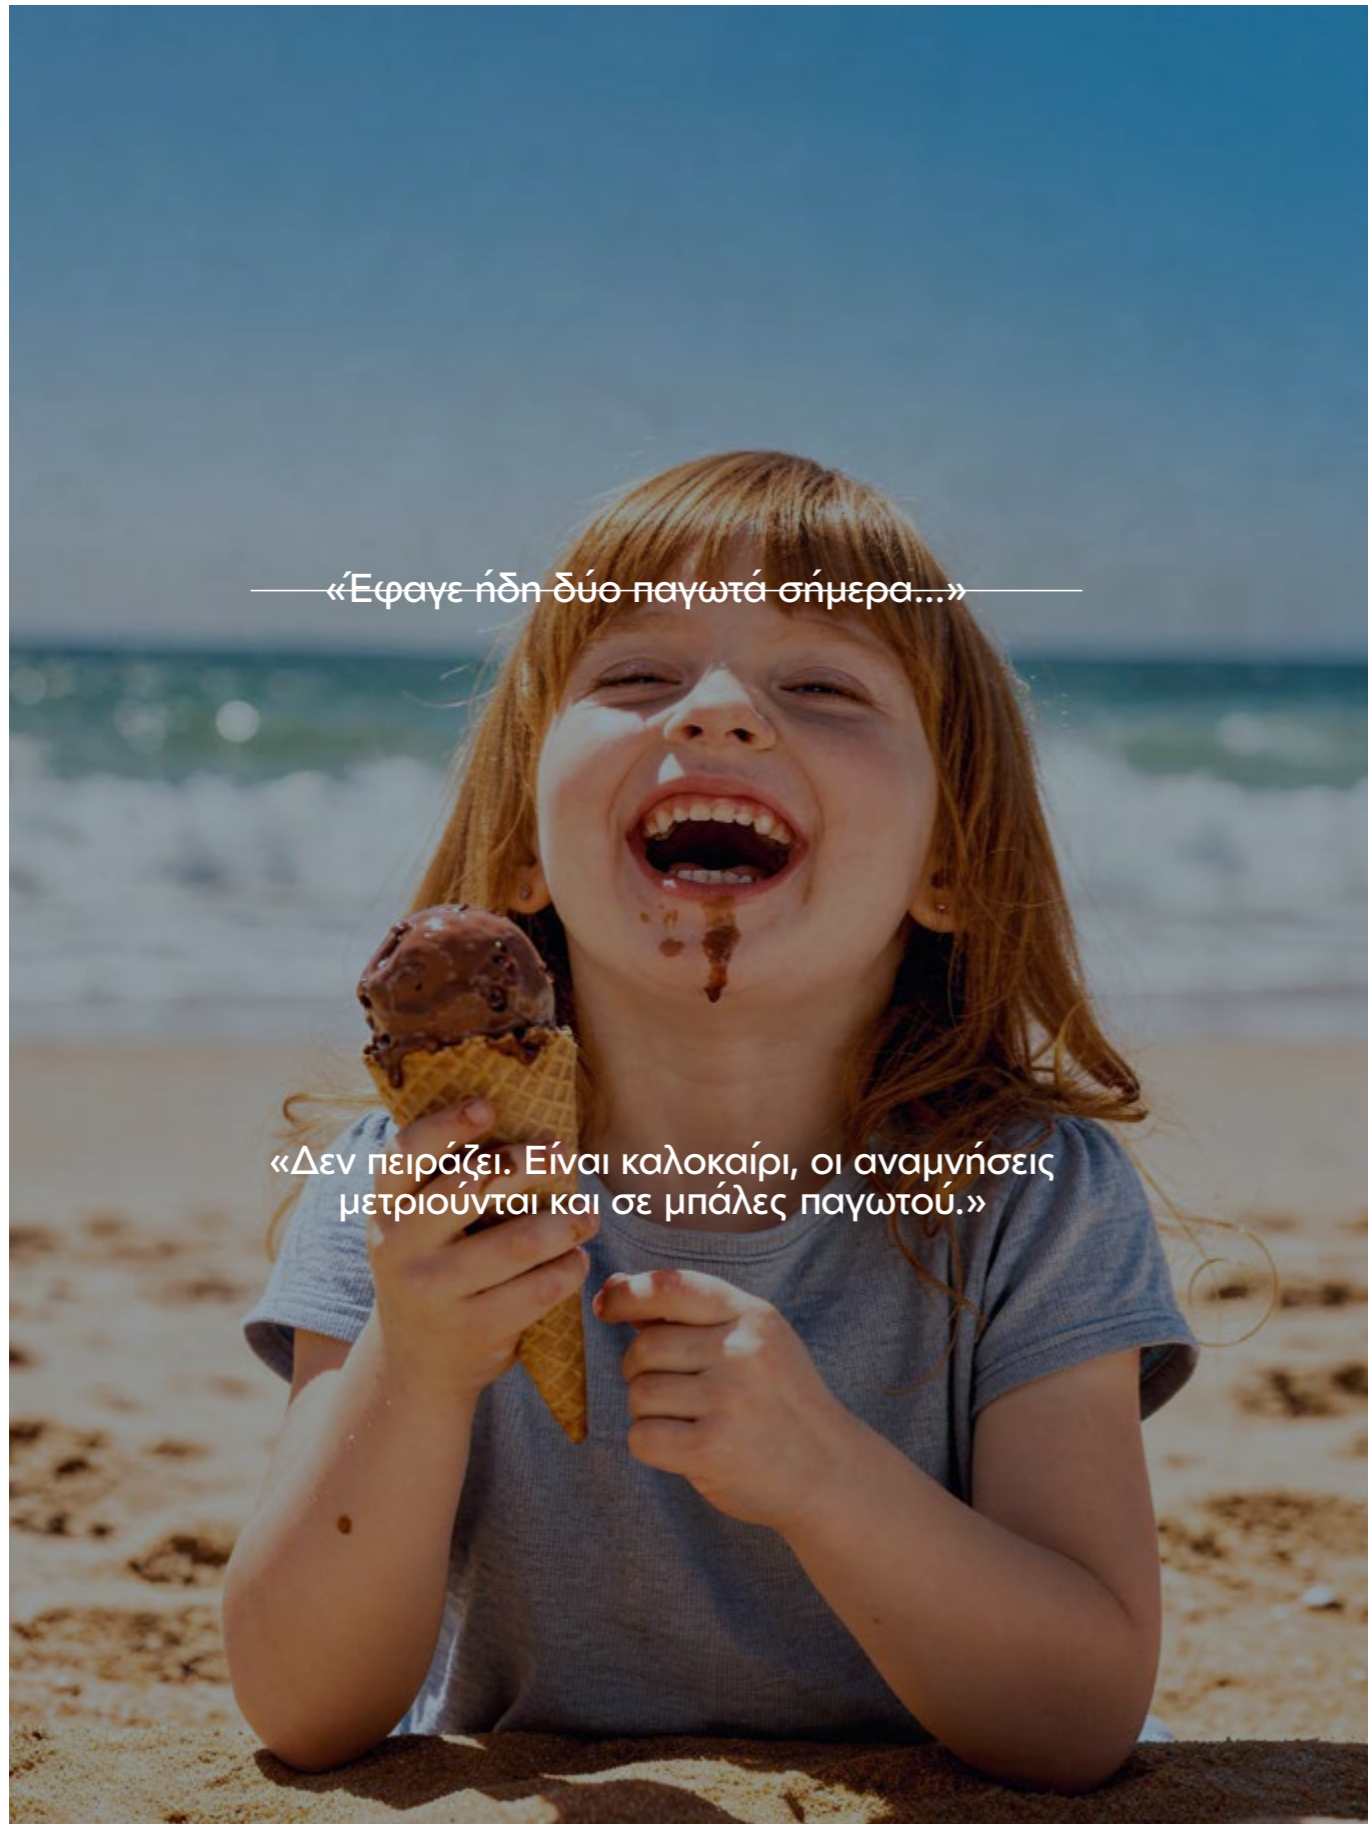 «Έφαγε ήδη δύο παγωτά σήμερα...»
«Δεν πειράζει. Είναι καλοκαίρι, οι αναμνήσεις
μετριούνται και σε μπάλες παγωτού.»